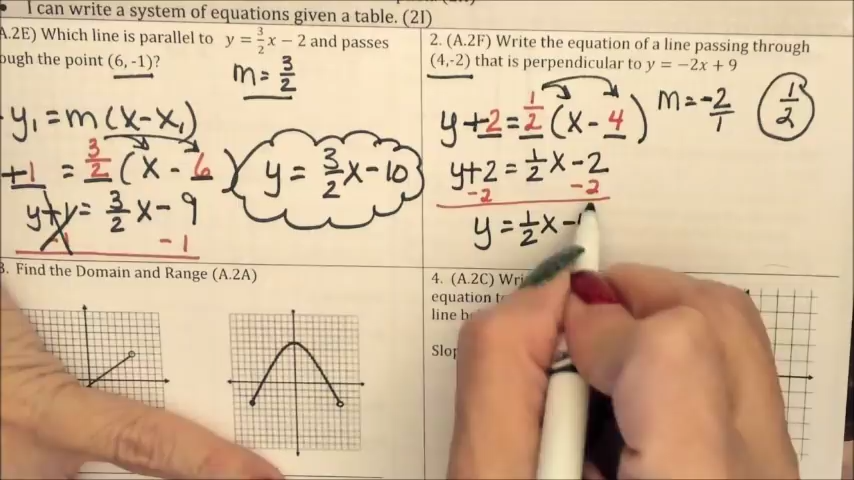 • I can write a system of equations given a table. (2I)
A.2E) Which line is parallel to y = 3/2 x − 2 and passes
ough the point (6, -1)?
m = 3/2
y₁ = m(x-x₁)
+1 = 3/2 (x - 6)
y+1 = 3/2 x - 9
-1 -1
y = 3/2 x - 10
2. (A.2F) Write the equation of a line passing through
(4,-2) that is perpendicular to y = −2x + 9
m = -2/1 1/2
y+2 = 1/2 (x - 4)
y+2 = 1/2 x - 2
-2 -2
y = 1/2 x -
3. Find the Domain and Range (A.2A)
4. (A.2C) Wri
equation
line b
Slop